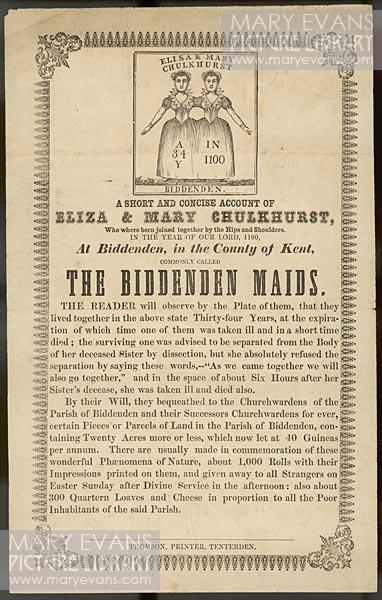 MARY EVANS
PICTURE LIBRARY
www.maryevans.com
ELISA & MARY
CHULKHURST
A IN
34 1100
Y
BIDDENDEN.
A SHORT AND CONCISE ACCOUNT OF
ELIZA & MARY CHULKHURST,
Who where born joined together by the Hips and Shoulders.
IN THE YEAR OF OUR LORD, 1100,
At Biddenden, in the County of Kent,
COMMONLY CALLED
THE BIDDENDEN MAIDS.
THE READER will observe by the Plate of them, that they
lived together in the above state Thirty-four Years, at the expira-
tion of which time one of them was taken ill and in a short time
died; the surviving one was advised to be separated from the Body
of her deceased Sister by dissection, but she absolutely refused the
separation by saying these words,--"As we came together we will
also go together," and in the space of about Six Hours after her
Sister's decease, she was taken ill and died also.
By their Will, they bequeathed to the Churchwardens of the
Parish of Biddenden and their Successors Churchwardens for ever,
certain Pieces or Parcels of Land in the Parish of Biddenden, con-
taining Twenty Acres more or less, which now let at 40 Guineas
per annum. There are usually made in commemoration of these
wonderful Phænomena of Nature, about 1,000 Rolls with their
Impressions printed on them, and given away to all Strangers on
Easter Sunday after Divine Service in the afternoon: also about
300 Quartern Loaves and Cheese in proportion to all the Poor
Inhabitants of the said Parish.
THOMSON, PRINTER, TENTERDEN.
MARY EVANS
PICTURE LIBRARY
www.maryevans.com
MARY EVANS
PICTURE LIBRARY
www.maryevans.com